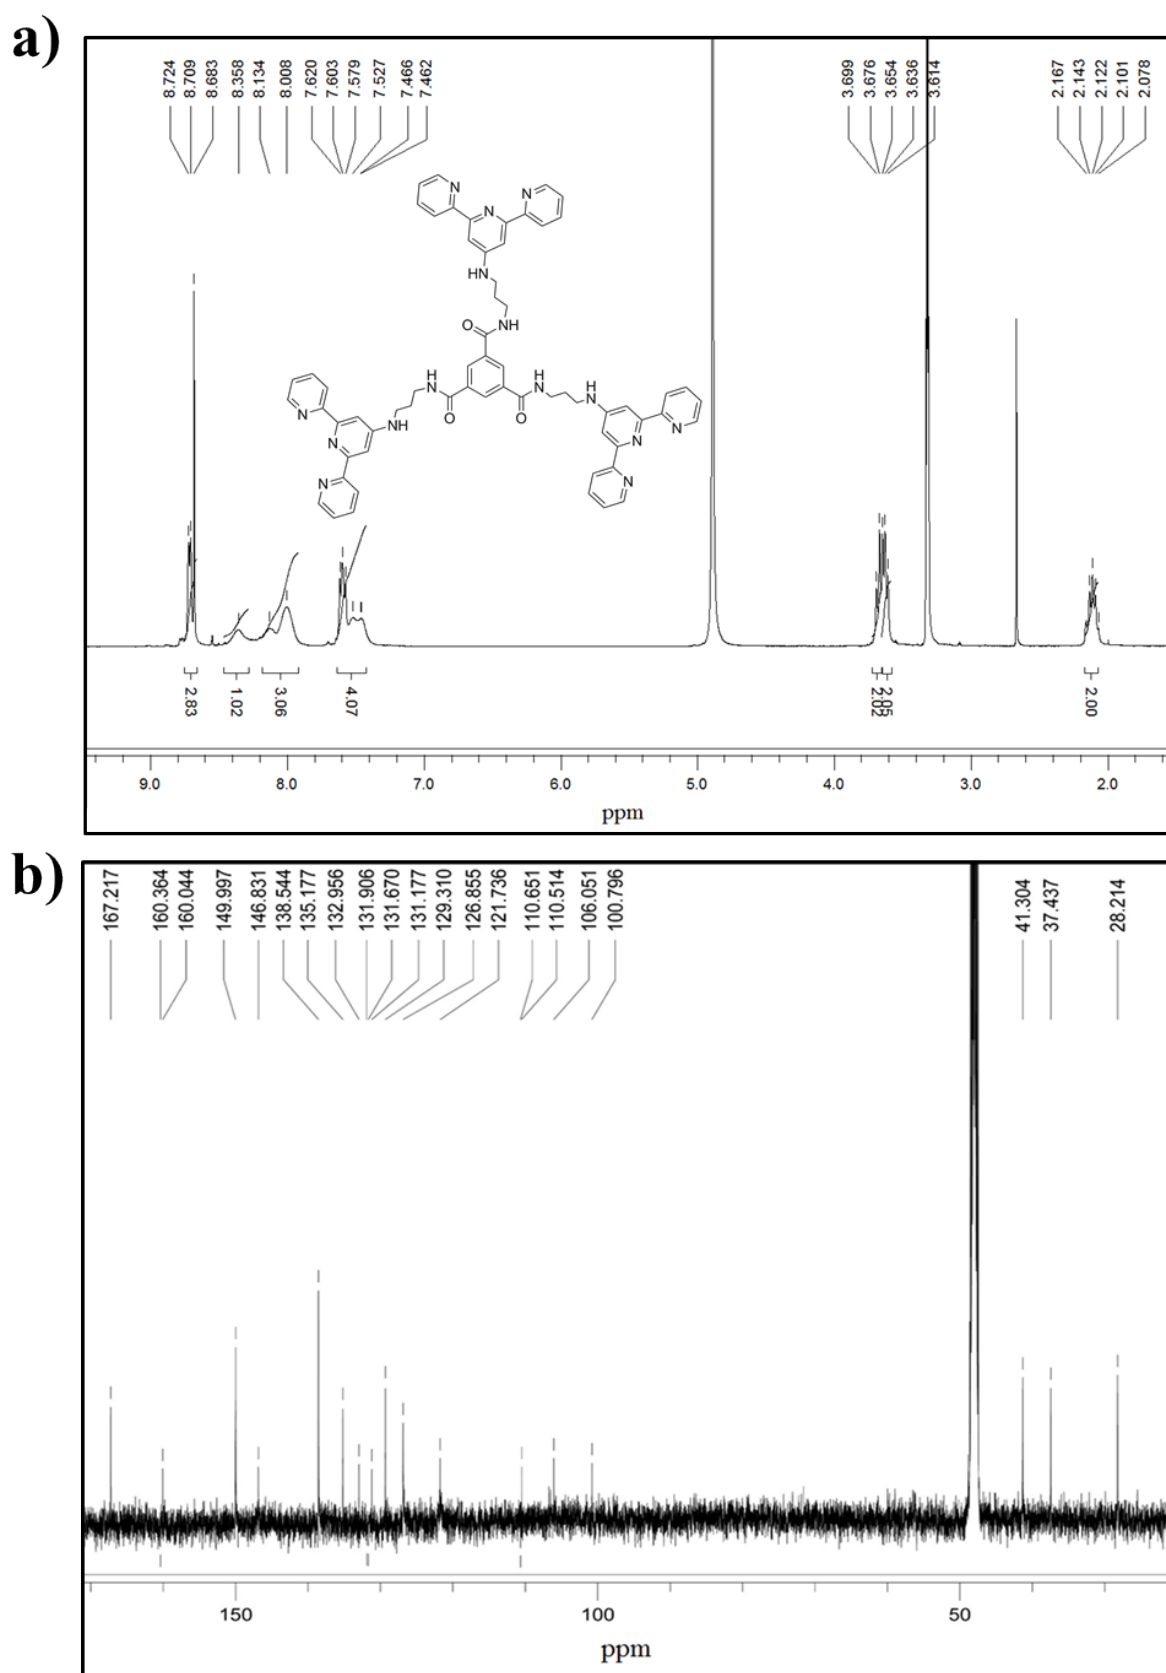 a)
8.724 8.709 8.683 8.358 8.134 8.008 7.620 7.603 7.579 7.527 7.466 7.462 3.699 3.676 3.654 3.636 3.614 2.167 2.143 2.122 2.101 2.078
N N N
N N N
HN
O NH
H N H N H N
N O O N
N NH N N
N N
2.83 1.02 3.06 4.07 2.02 2.05 2.00
9.0 8.0 7.0 6.0 5.0 4.0 3.0 2.0
ppm
b)
167.217 160.364 160.044 149.997 146.831 138.544 135.177 132.956 131.906 131.670 131.177 129.310 126.855 121.736 110.651 110.514 106.051 100.796 41.304 37.437 28.214
150 100 50
ppm